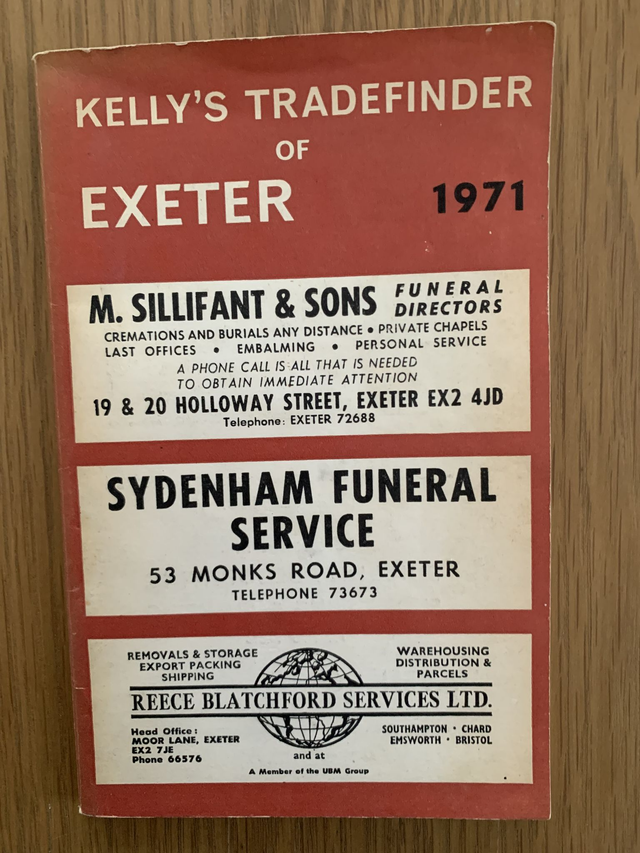 KELLY'S TRADEFINDER
OF
EXETER 1971
M. SILLIFANT & SONS FUNERAL DIRECTORS
CREMATIONS AND BURIALS ANY DISTANCE • PRIVATE CHAPELS
LAST OFFICES • EMBALMING • PERSONAL SERVICE
A PHONE CALL IS ALL THAT IS NEEDED
TO OBTAIN IMMEDIATE ATTENTION
19 & 20 HOLLOWAY STREET, EXETER EX2 4JD
Telephone: EXETER 72688
SYDENHAM FUNERAL
SERVICE
53 MONKS ROAD, EXETER
TELEPHONE 73673
REMOVALS & STORAGE
EXPORT PACKING
SHIPPING
WAREHOUSING
DISTRIBUTION &
PARCELS
REECE BLATCHFORD SERVICES LTD.
Head Office:
MOOR LANE, EXETER
EX2 7JE
Phone 66576
and at
SOUTHAMPTON · CHARD
EMSWORTH · BRISTOL
A Member of the UBM Group